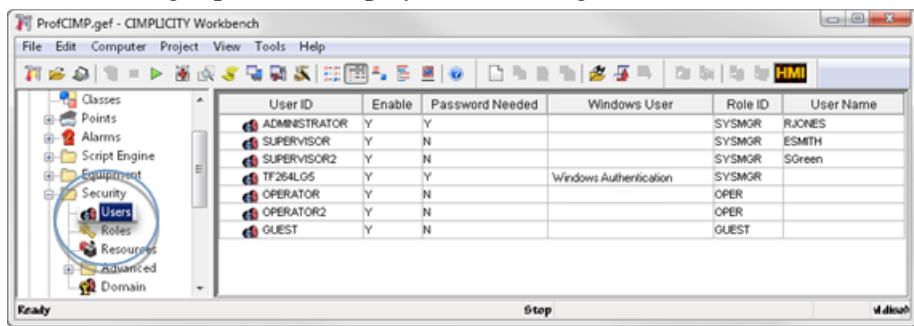 ProfCIMP.gef - CIMPLICITY Workbench
File Edit Computer Project View Tools Help
HMI
Classes
Points
Alarms
Script Engine
Equipment
Security
Users
Roles
Resources
Advanced
Domain
User ID Enable Password Needed Windows User Role ID User Name
ADMINISTRATOR Y Y SYSMGR RJONES
SUPERVISOR Y N SYSMGR ESMITH
SUPERVISOR2 Y N SYSMGR SGreen
TF264LG5 Y Y Windows Authentication SYSMGR
OPERATOR Y N OPER
OPERATOR2 Y N OPER
GUEST Y N GUEST
Ready Stop